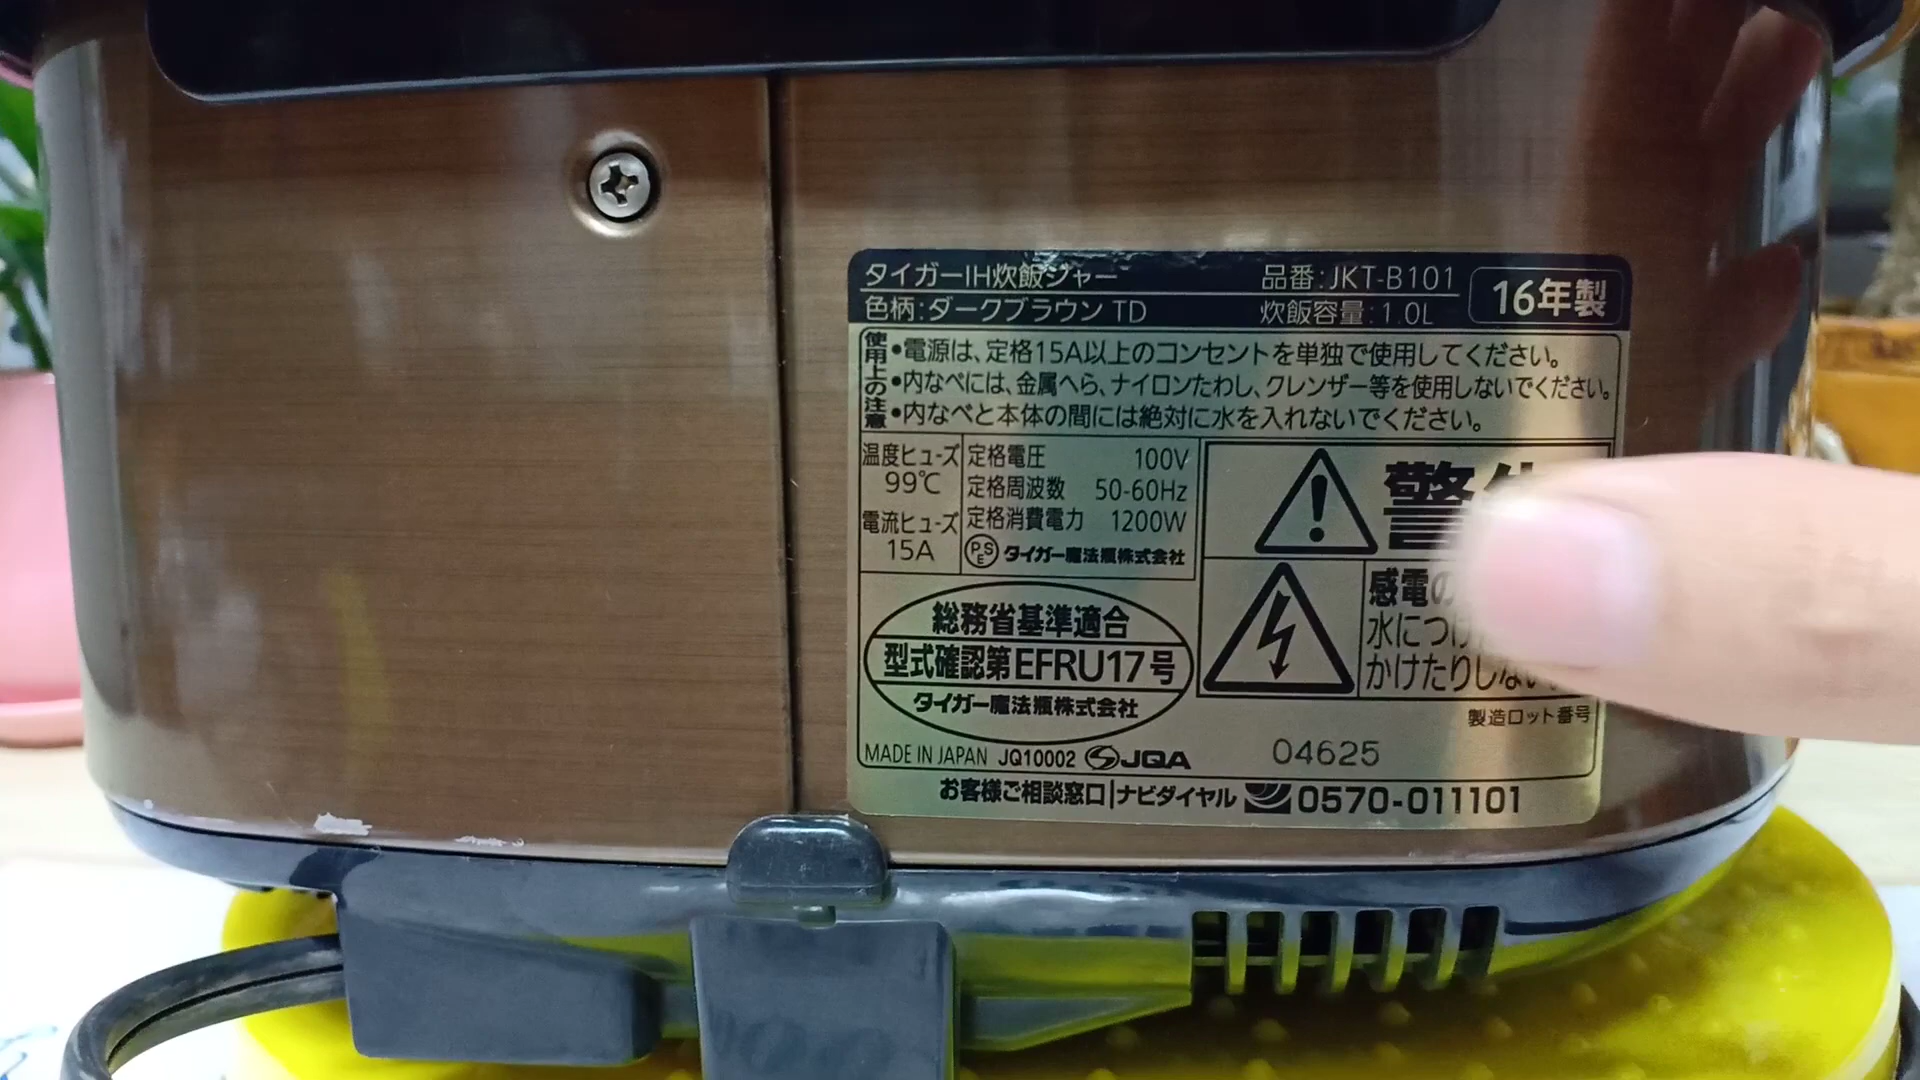 タイガーIH炊飯ジャー 品番:JKT-B101
色柄:ダークブラウン TD 炊飯容量:1.0L
16年製
使用上の注意
•電源は、定格15A以上のコンセントを単独で使用してください。
•内なべには、金属へら、ナイロンたわし、クレンザー等を使用しないでください。
•内なべと本体の間には絶対に水を入れないでください。
温度ヒューズ
99℃
電流ヒューズ
15A
定格電圧 100V
定格周波数 50-60Hz
定格消費電力 1200W
PSE タイガー魔法瓶株式会社
警
感電の
水につけ
かけたりしない
総務省基準適合
型式確認第EFRU17号
タイガー魔法瓶株式会社
製造ロット番号
MADE IN JAPAN JQ10002 JQA 04625
お客様ご相談窓口|ナビダイヤル 0570-011101